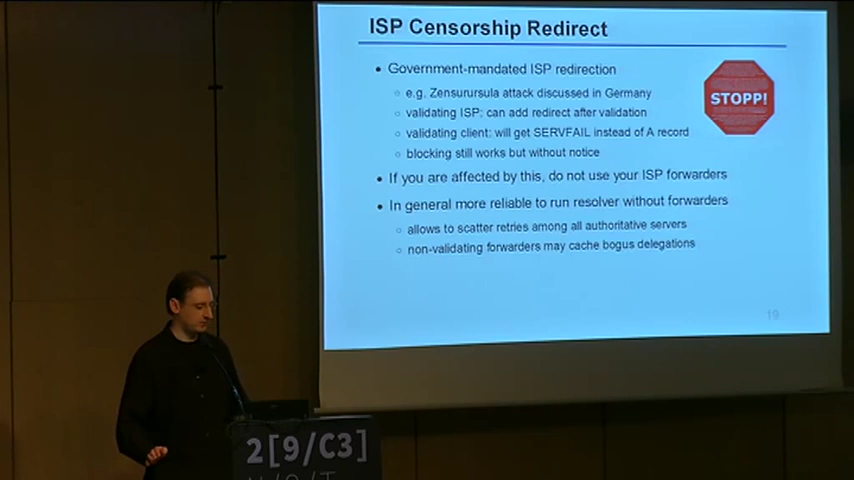 ISP Censorship Redirect
Government-mandated ISP redirection
e.g. Zensurursula attack discussed in Germany
validating ISP: can add redirect after validation
validating client: will get SERVFAIL instead of A record
blocking still works but without notice
STOPP!
If you are affected by this, do not use your ISP forwarders
In general more reliable to run resolver without forwarders
allows to scatter retries among all authoritative servers
non-validating forwarders may cache bogus delegations
19
2[9/C3]